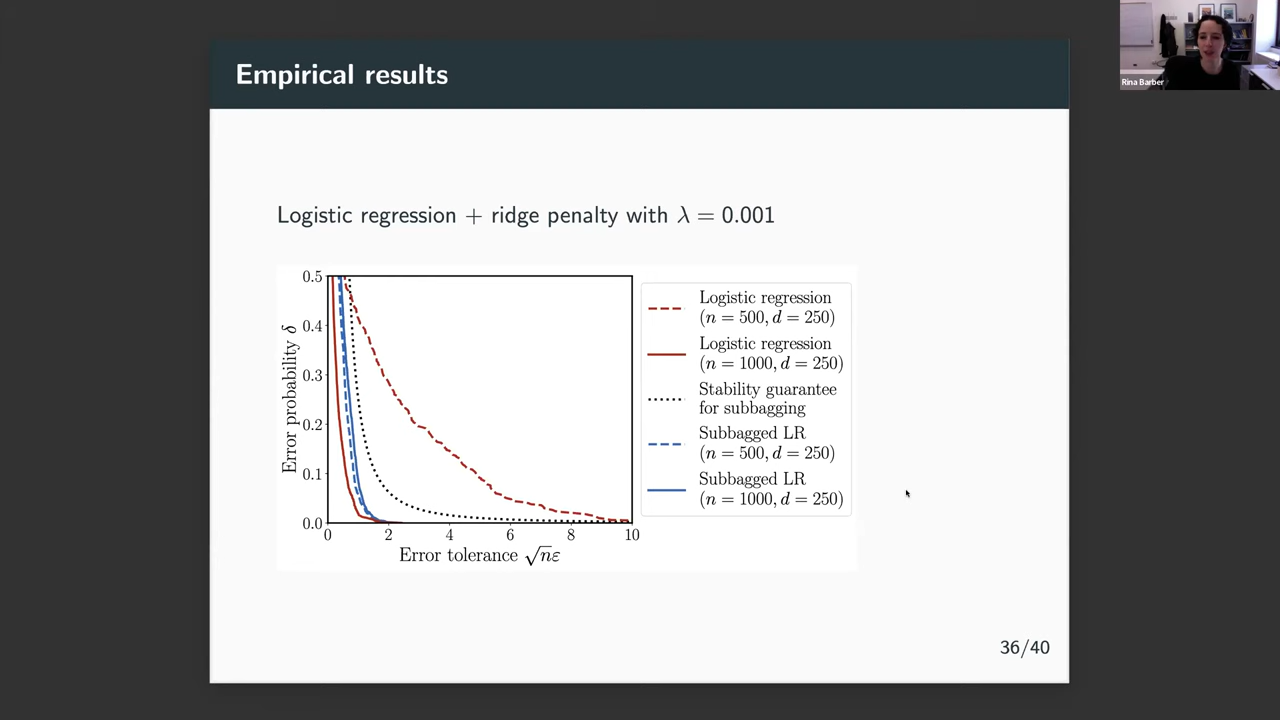 Empirical results
Rina Barber
Logistic regression + ridge penalty with λ = 0.001
0.5
0.4
0.3
0.2
0.1
0.0
Error probability δ
0 2 4 6 8 10
Error tolerance √nε
Logistic regression
(n = 500, d = 250)
Logistic regression
(n = 1000, d = 250)
Stability guarantee
for subbagging
Subbagged LR
(n = 500, d = 250)
Subbagged LR
(n = 1000, d = 250)
36/40